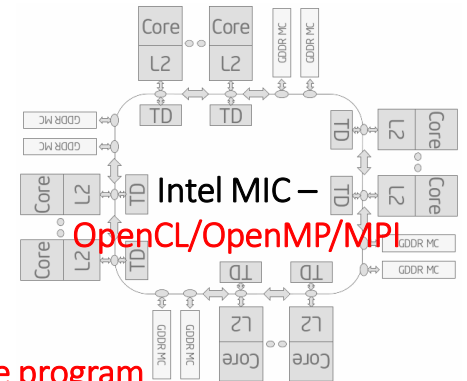 Core Core
L2 L2
GDDR MC
GDDR MC
TD TD
GDDR MC
GDDR MC
TD L2 Core
TD L2 Core
Core L2 TD
Core L2 TD
Intel MIC –
OpenCL/OpenMP/MPI
GDDR MC
GDDR MC
TD TD
GDDR MC
GDDR MC
L2 L2
Core Core
e program